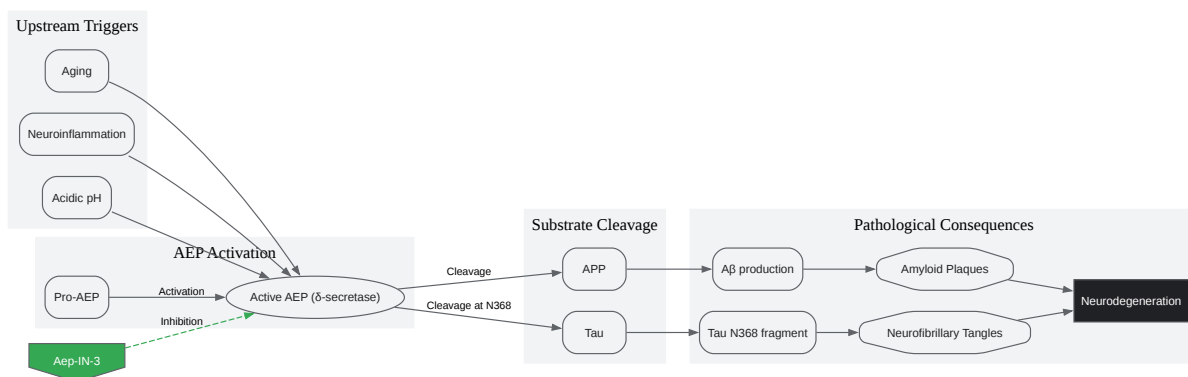 Upstream Triggers
Aging
Neuroinflammation
Acidic pH
AEP Activation
Pro-AEP
Activation
Active AEP (δ-secretase)
Inhibition
Aep-IN-3
Cleavage
Cleavage at N368
Substrate Cleavage
APP
Tau
Pathological Consequences
Aβ production
Amyloid Plaques
Tau N368 fragment
Neurofibrillary Tangles
Neurodegeneration